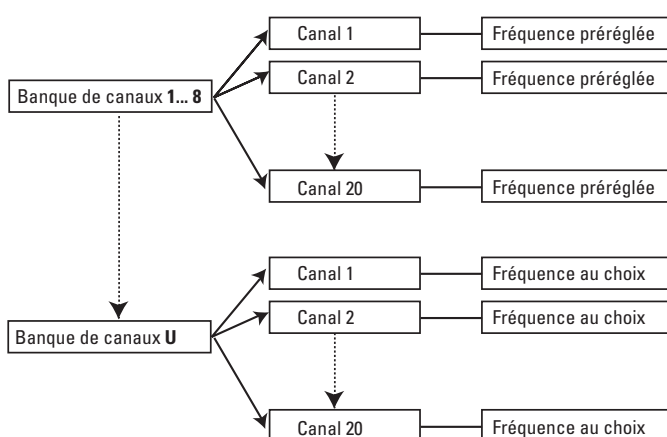 Canal 1 Fréquence préréglée
Canal 2 Fréquence préréglée
Banque de canaux 1... 8
Canal 20 Fréquence préréglée
Canal 1 Fréquence au choix
Canal 2 Fréquence au choix
Banque de canaux U
Canal 20 Fréquence au choix